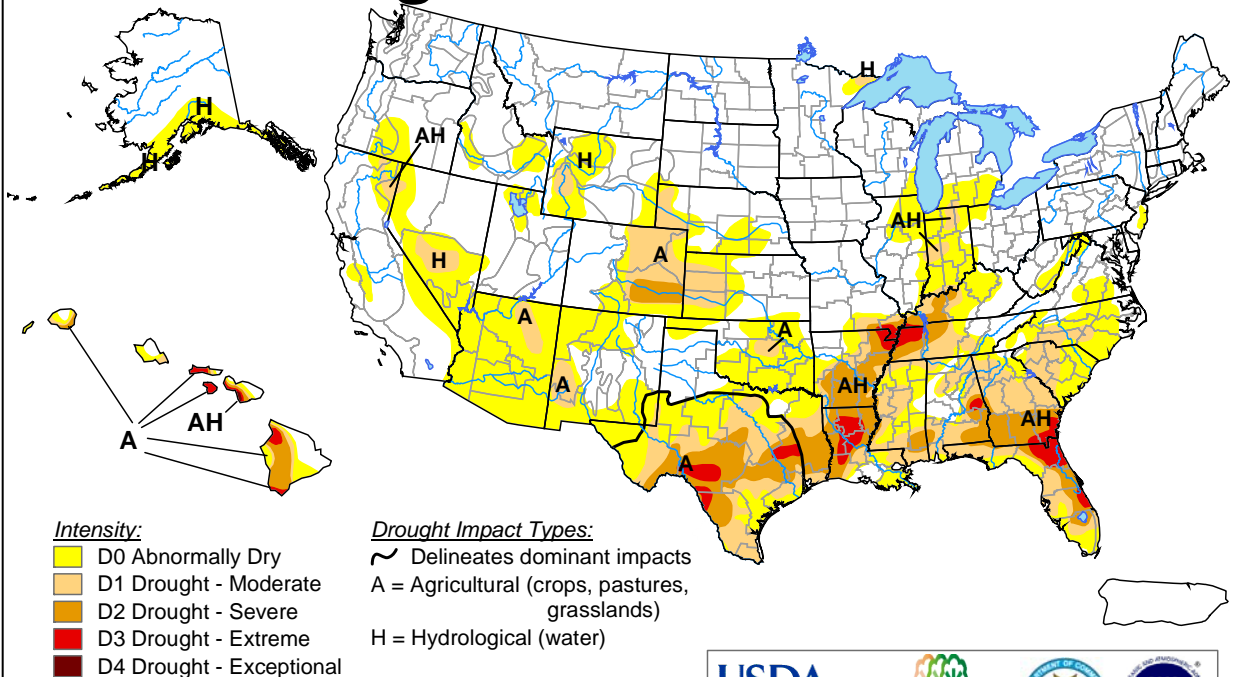 H
H
H
AH
H
AH
A
H
A
A
A
AH
AH
A
A
AH
Intensity:
D0 Abnormally Dry
D1 Drought - Moderate
D2 Drought - Severe
D3 Drought - Extreme
D4 Drought - Exceptional
Drought Impact Types:
Delineates dominant impacts
A = Agricultural (crops, pastures,
grasslands)
H = Hydrological (water)
USDA